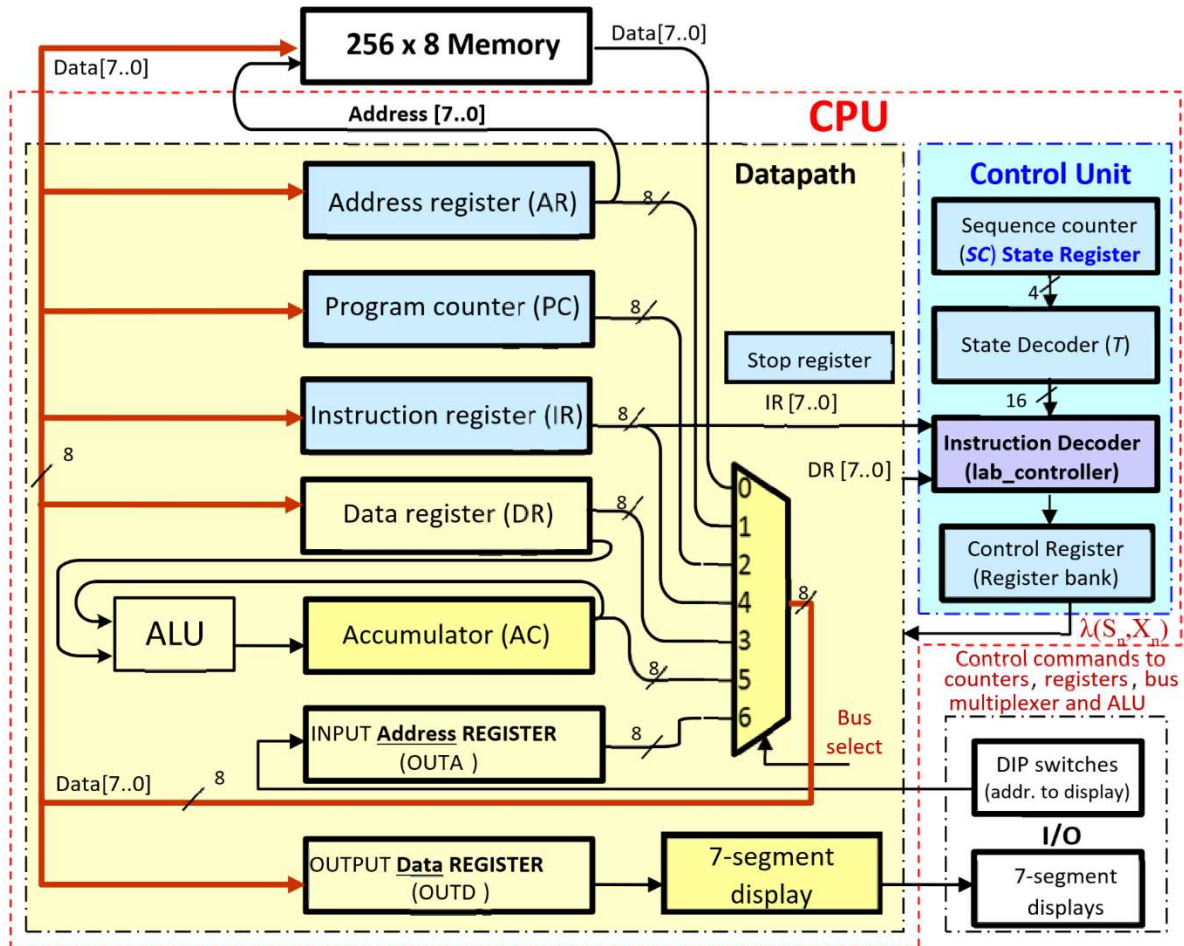 256 x 8 Memory
Data[7..0]
Data[7..0]
Address [7..0]
CPU
Datapath
Control Unit
Address register (AR)
8
Sequence counter
(SC) State Register
4
Program counter (PC)
8
Stop register
State Decoder (T)
16
Instruction register (IR)
8
IR [7..0]
Instruction Decoder
(lab_controller)
8
DR [7..0]
Data register (DR)
8
0
1
2
4
3
5
6
8
Control Register
(Register bank)
ALU
Accumulator (AC)
8
λ(Sn,Xn)
Control commands to
counters, registers, bus
multiplexer and ALU
INPUT Address REGISTER
(OUTA )
8
Bus
select
DIP switches
(addr. to display)
Data[7..0]
8
I/O
OUTPUT Data REGISTER
(OUTD )
7-segment
display
7-segment
displays